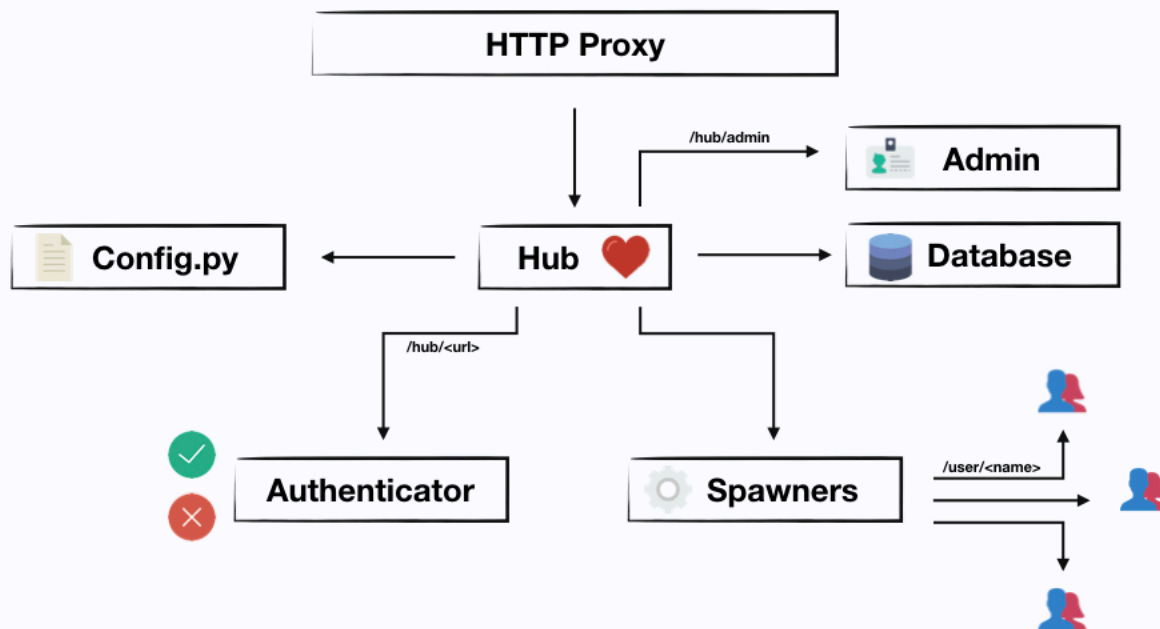 HTTP Proxy
/hub/admin
Admin
Config.py
Hub
Database
/hub/<url>
/user/<name>
Authenticator
Spawners